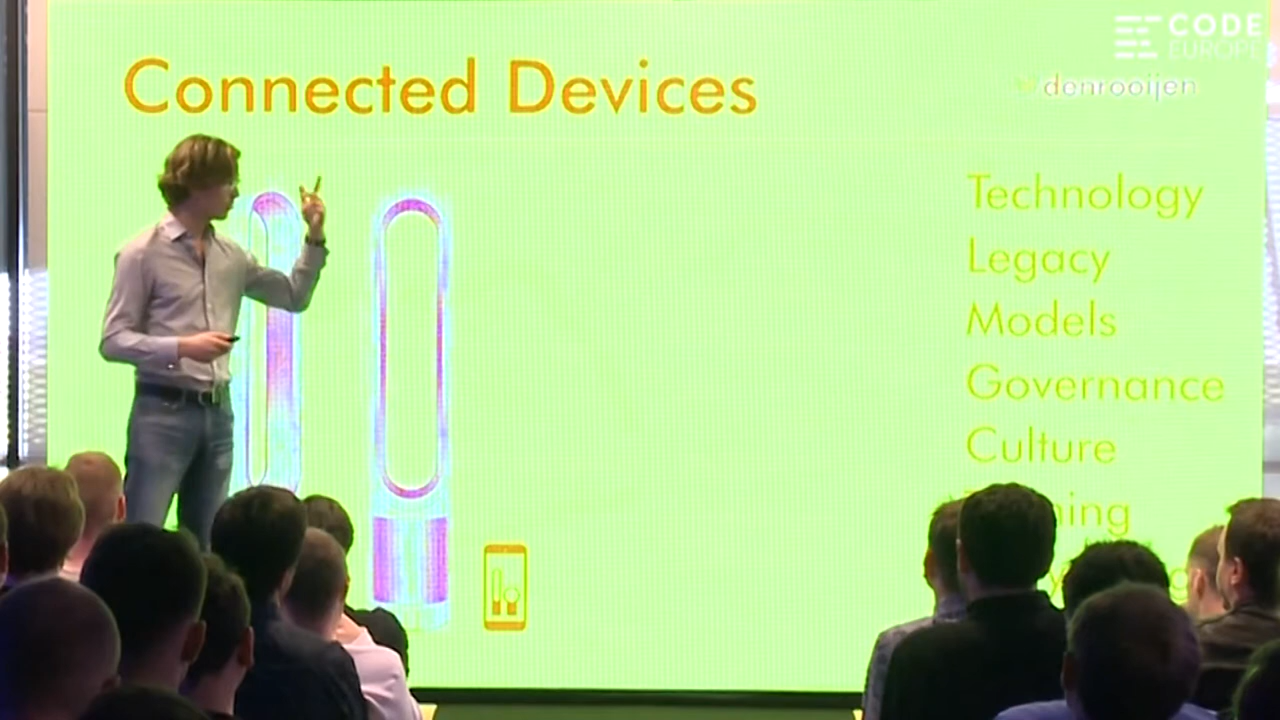 CODE
EUROPE
Connected Devices
denrooijen
Technology
Legacy
Models
Governance
Culture